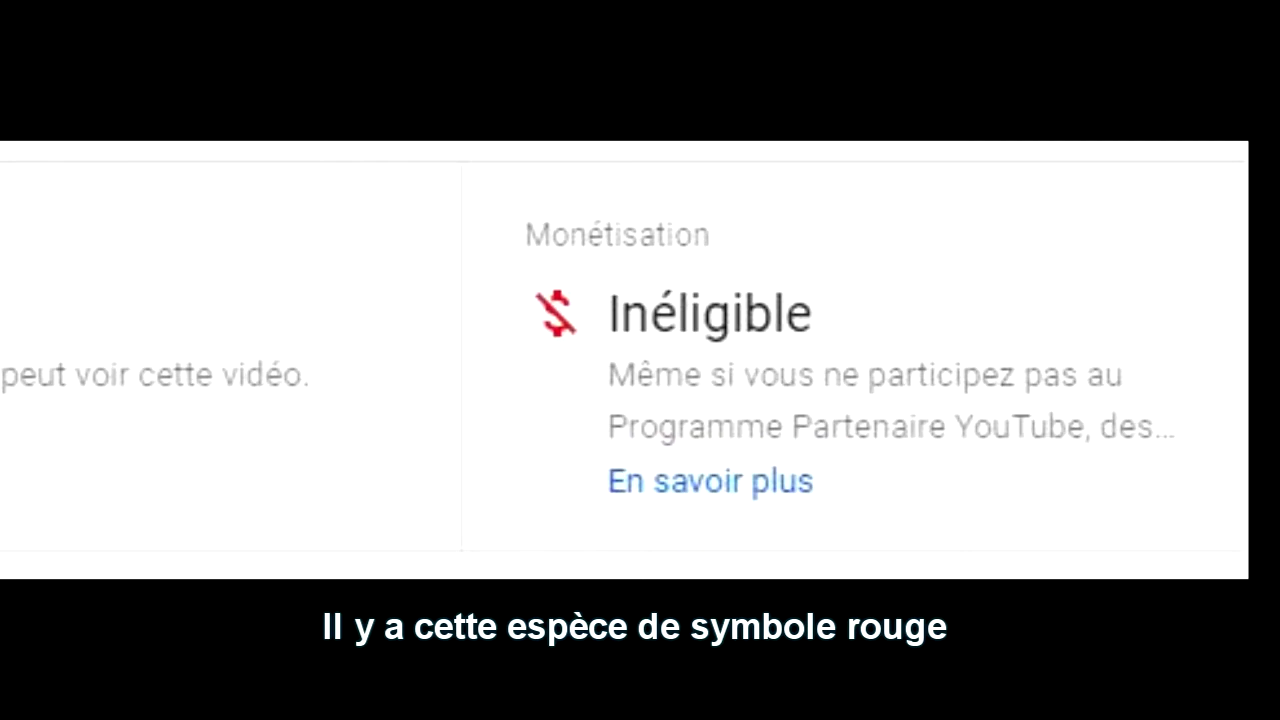 Monétisation
Inéligible
peut voir cette vidéo.
Même si vous ne participez pas au
Programme Partenaire YouTube, des...
En savoir plus
Il y a cette espèce de symbole rouge